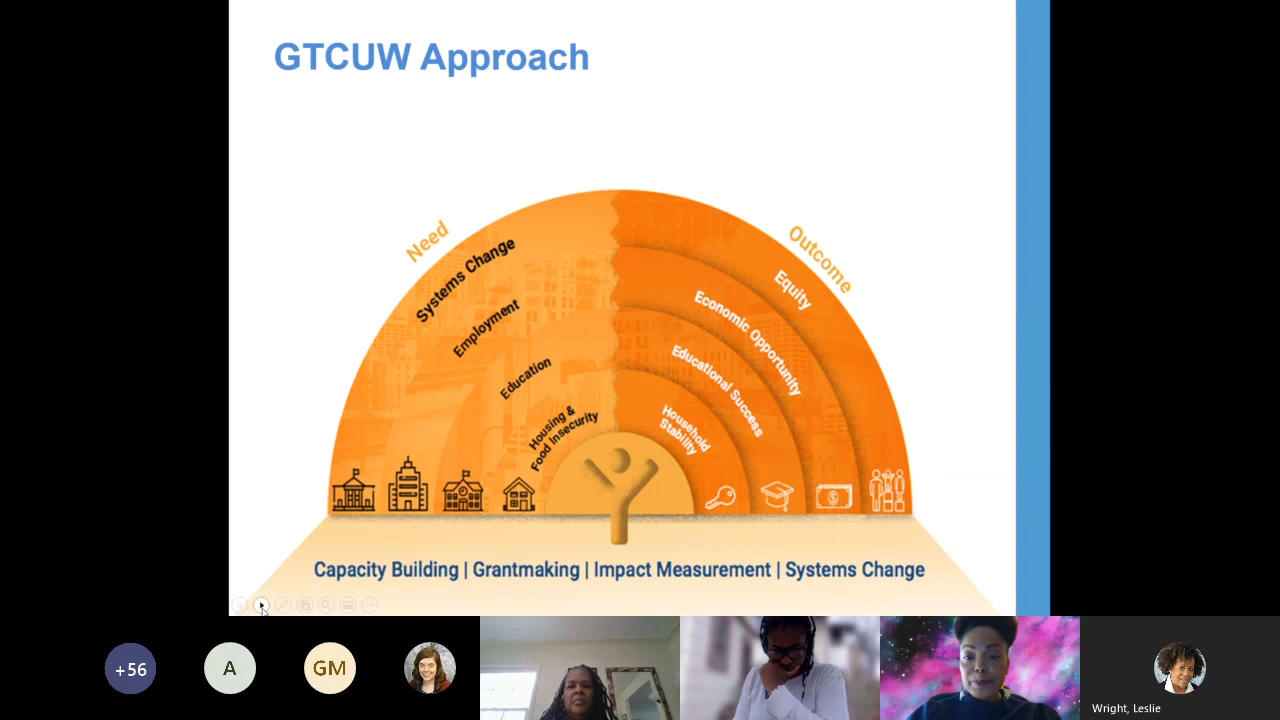 GTCUW Approach
Need
Outcome
Systems Change
Employment
Education
Housing &
Food Insecurity
Equity
Economic Opportunity
Educational Success
Household
Stability
Capacity Building | Grantmaking | Impact Measurement | Systems Change
+56
A
GM
Wright, Leslie